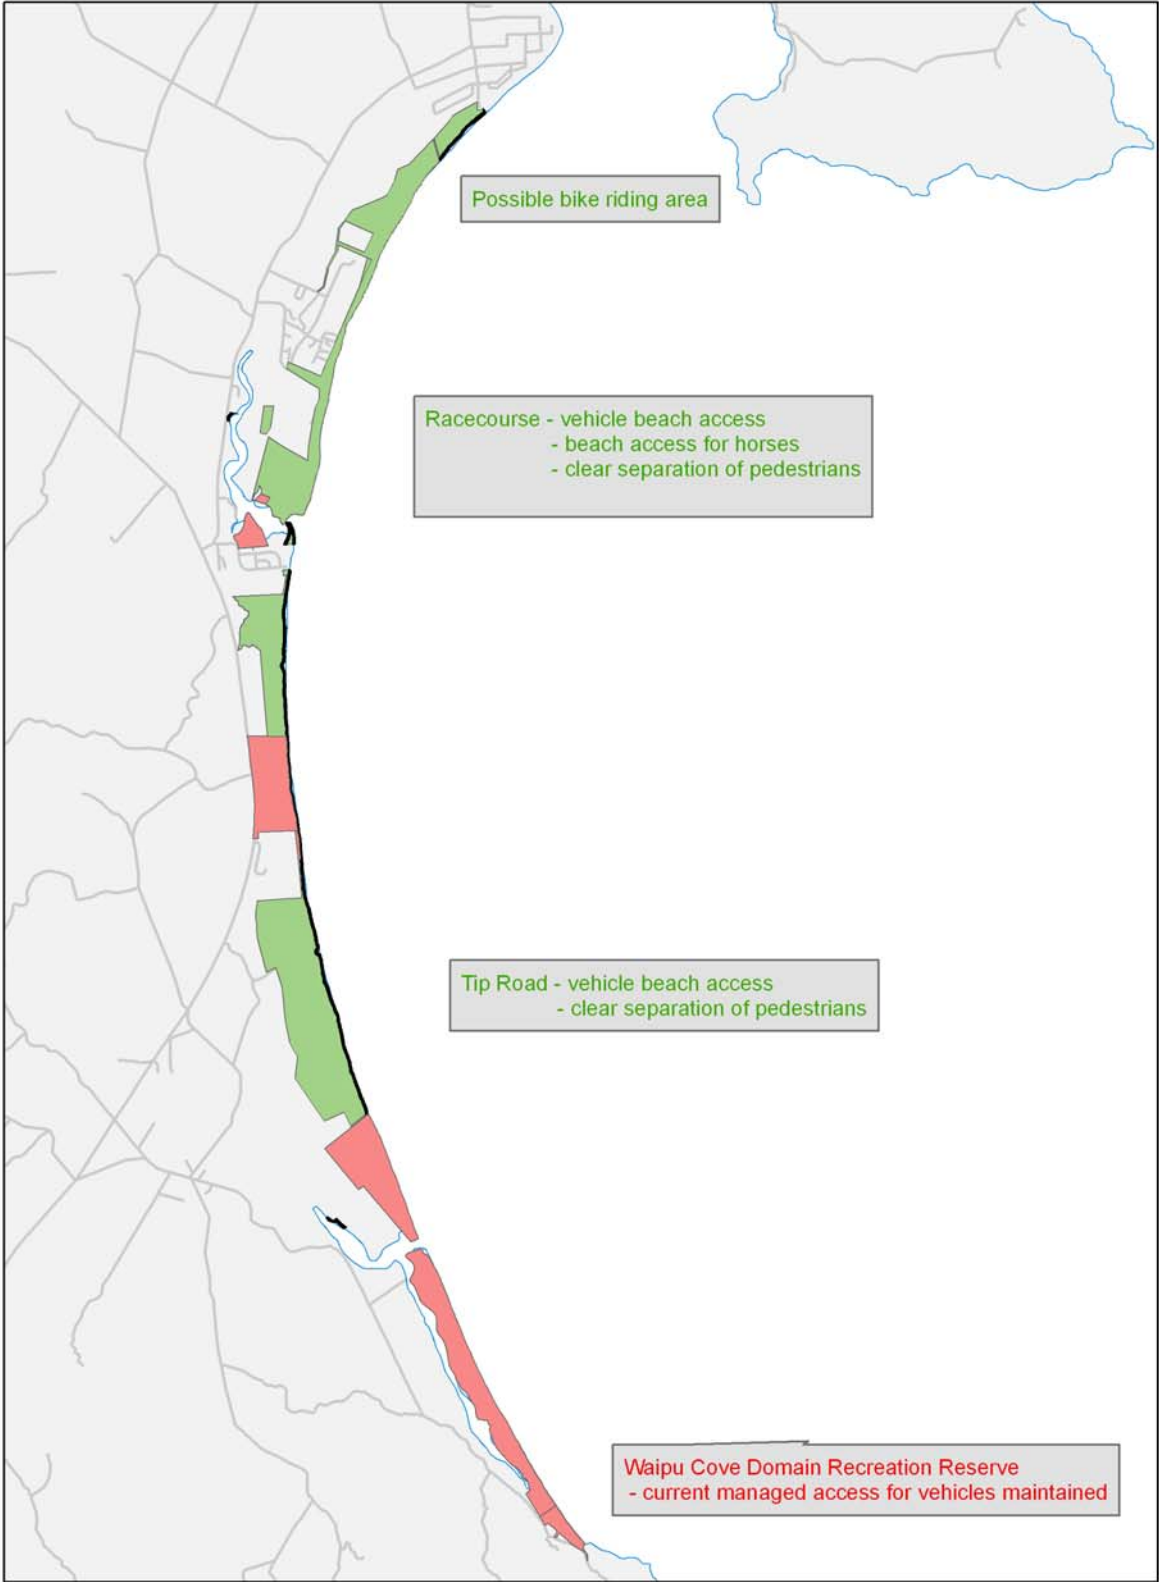 Possible bike riding area
Racecourse - vehicle beach access
- beach access for horses
- clear separation of pedestrians
Tip Road - vehicle beach access
- clear separation of pedestrians
Waipu Cove Domain Recreation Reserve
- current managed access for vehicles maintained